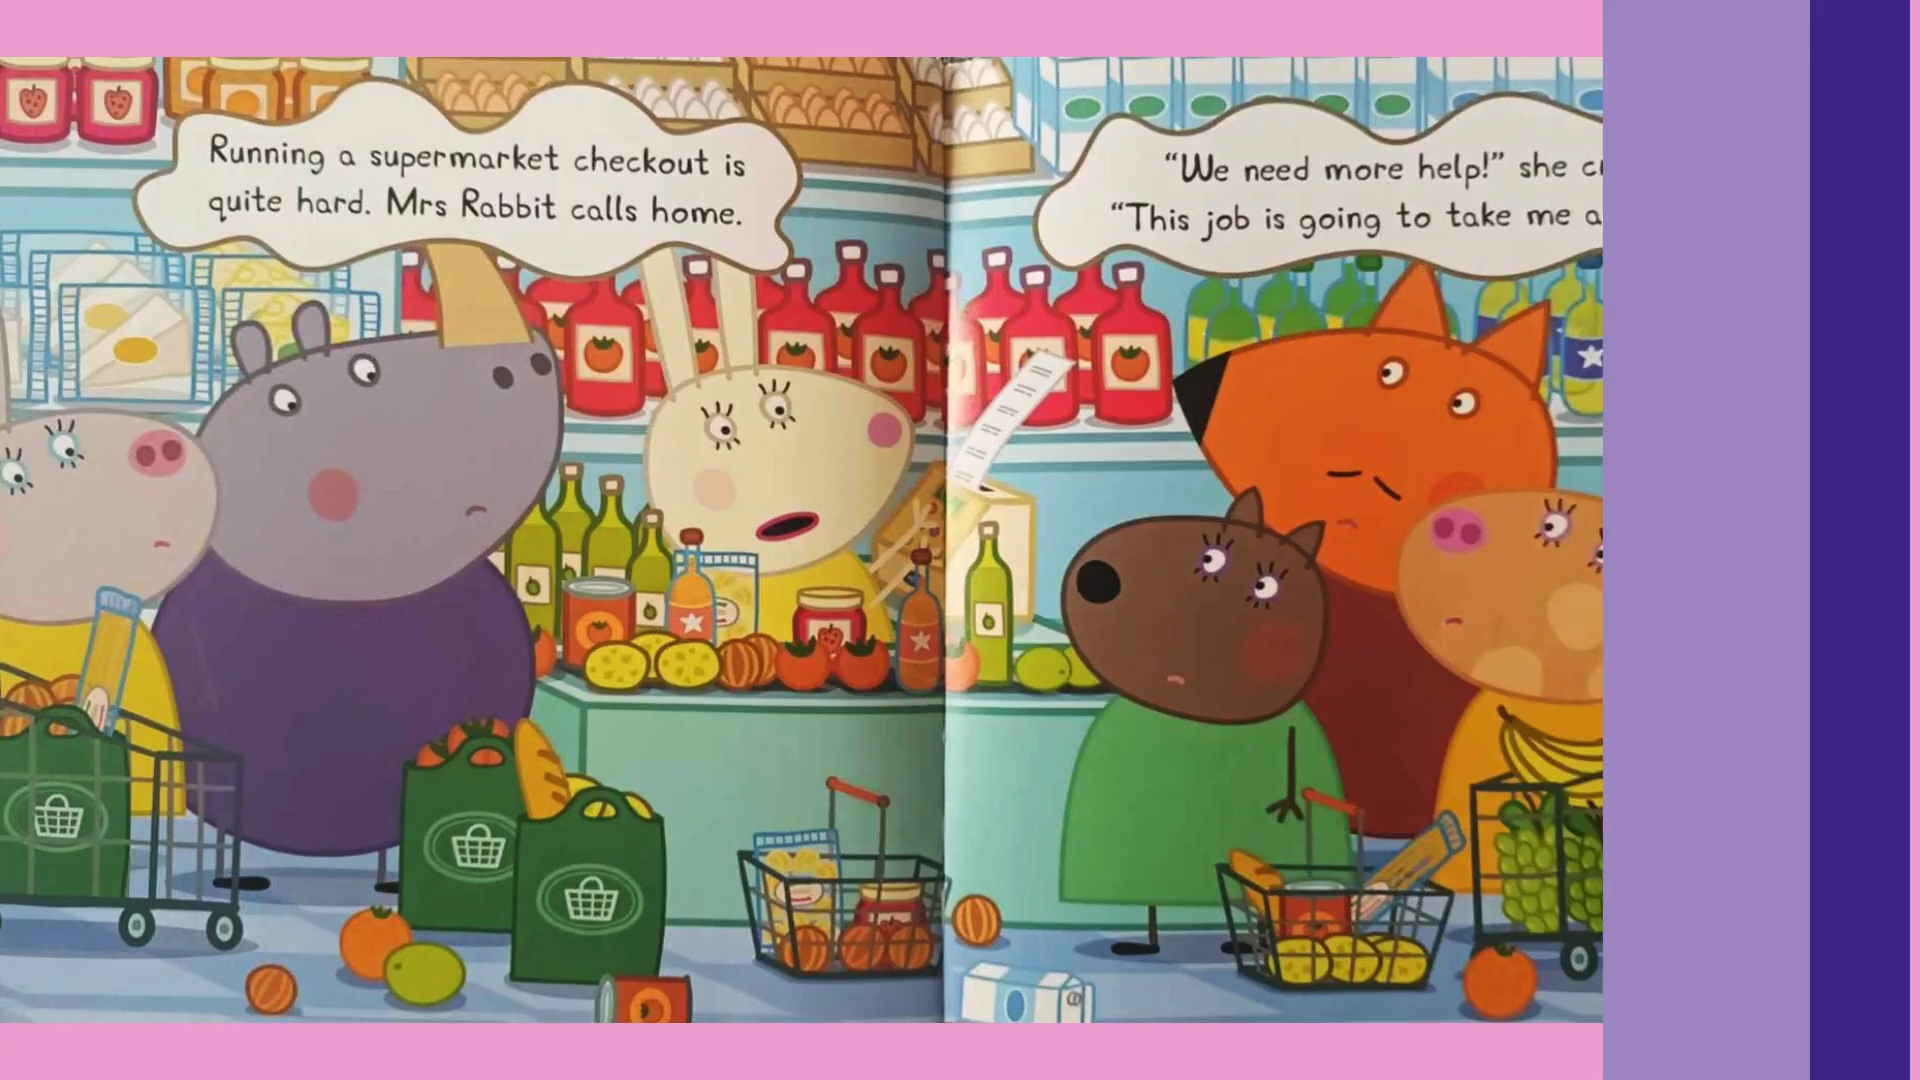 Running a supermarket checkout is
quite hard. Mrs Rabbit calls home.
“We need more help!” she
“This job is going to take me